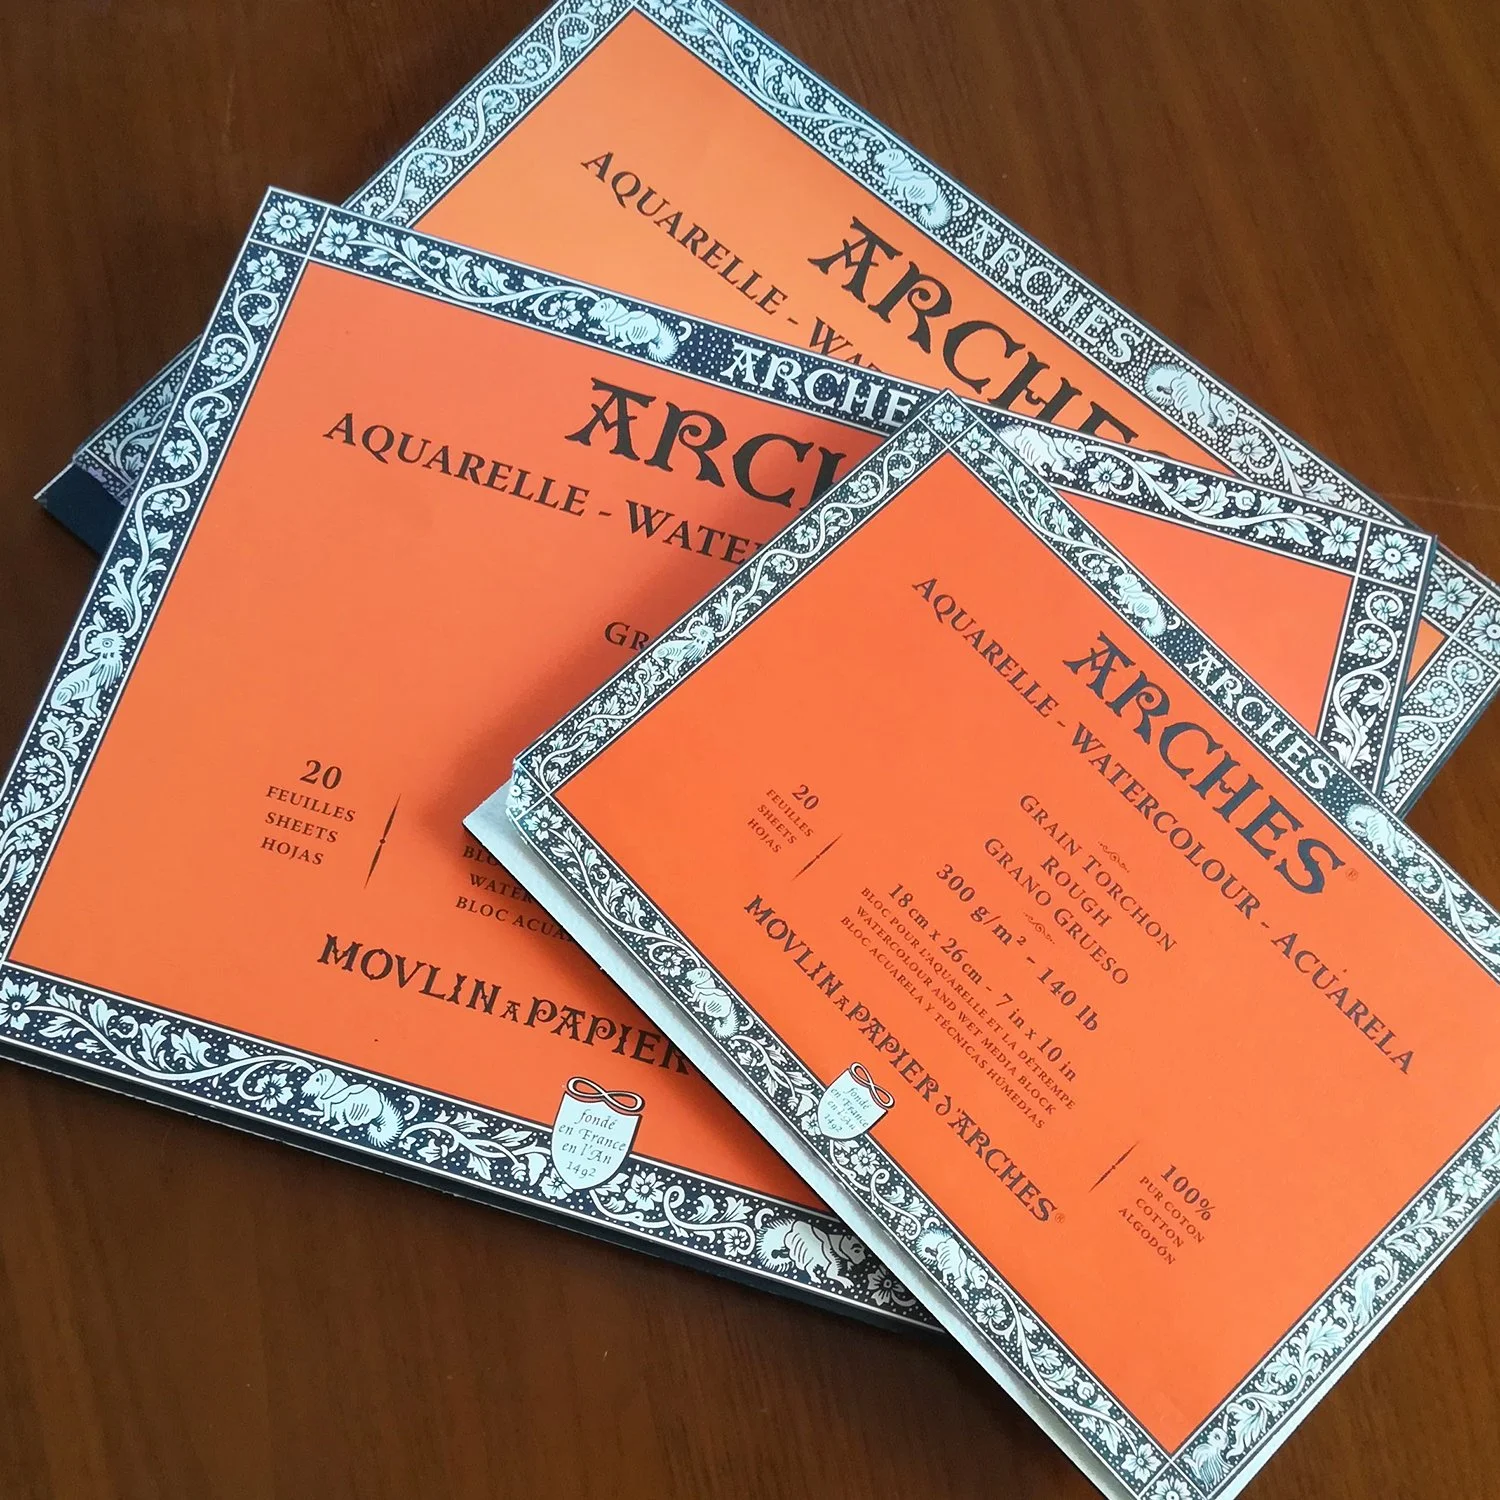 ARCHES
ARCHES
AQUARELLE - WA
ARCHE
ARCH
AQUARELLE - WATE
GR
20
FEUILLES
SHEETS
HOJAS
BLO
WATER
BLOC ACUA
MOVLIN A PAPIER
fondé
en France
en l'An
1492
ARCHES
ARCHES®
AQUARELLE - WATERCOLOUR - ACUARELA
GRAIN TORCHON
ROUGH
GRANO GRUESO
300 g/m² - 140 lb
18 cm x 26 cm - 7 in x 10 in
BLOC POUR L'AQUARELLE ET LA DÉTREMPE
WATERCOLOUR AND WET MEDIA BLOCK
BLOC ACUARELA Y TÉCNICAS HÚMEDAS
20
FEUILLES
SHEETS
HOJAS
MOVLIN A PAPIER d'ARCHES®
100%
PUR COTON
COTTON
ALGODÓN
fondé
en France
en l'An
1492